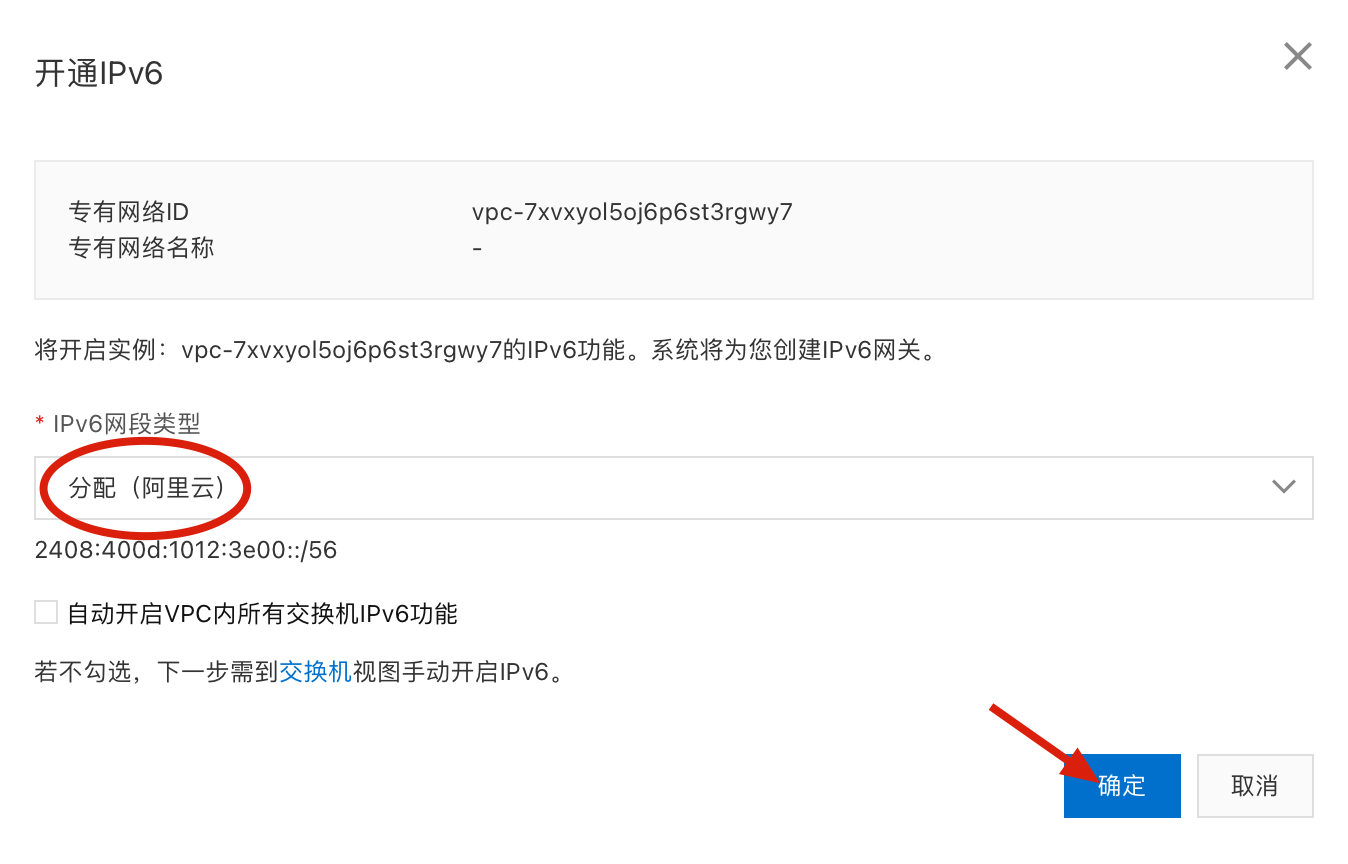 开通IPv6
专有网络ID vpc-7xvxyol5oj6p6st3rgwy7
专有网络名称 -
将开启实例：vpc-7xvxyol5oj6p6st3rgwy7的IPv6功能。系统将为您创建IPv6网关。
* IPv6网段类型
分配（阿里云）
2408:400d:1012:3e00::/56
自动开启VPC内所有交换机IPv6功能
若不勾选，下一步需到交换机视图手动开启IPv6。
确定 取消